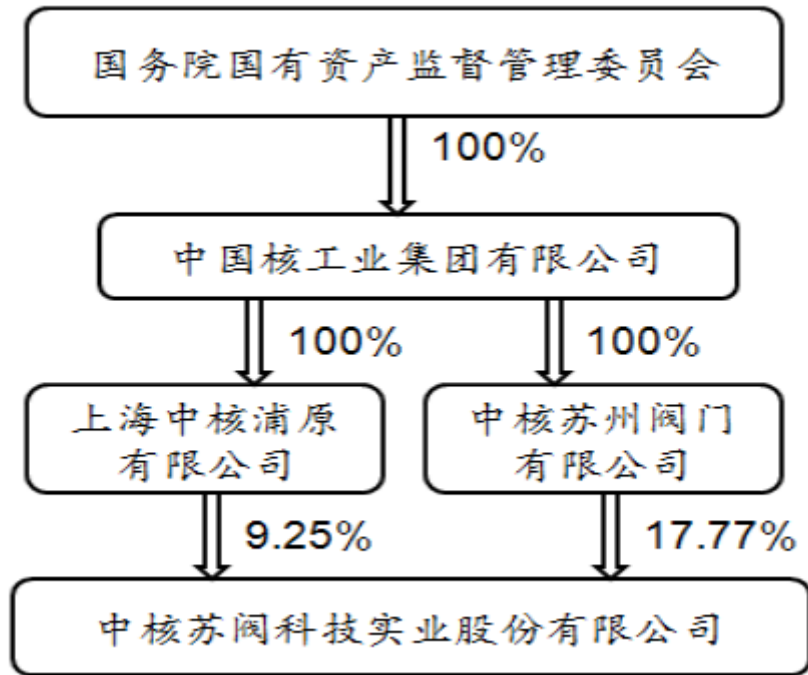 国务院国有资产监督管理委员会
100%
中国核工业集团有限公司
100%
100%
上海中核浦原
有限公司
中核苏州阀门
有限公司
9.25%
17.77%
中核苏阀科技实业股份有限公司